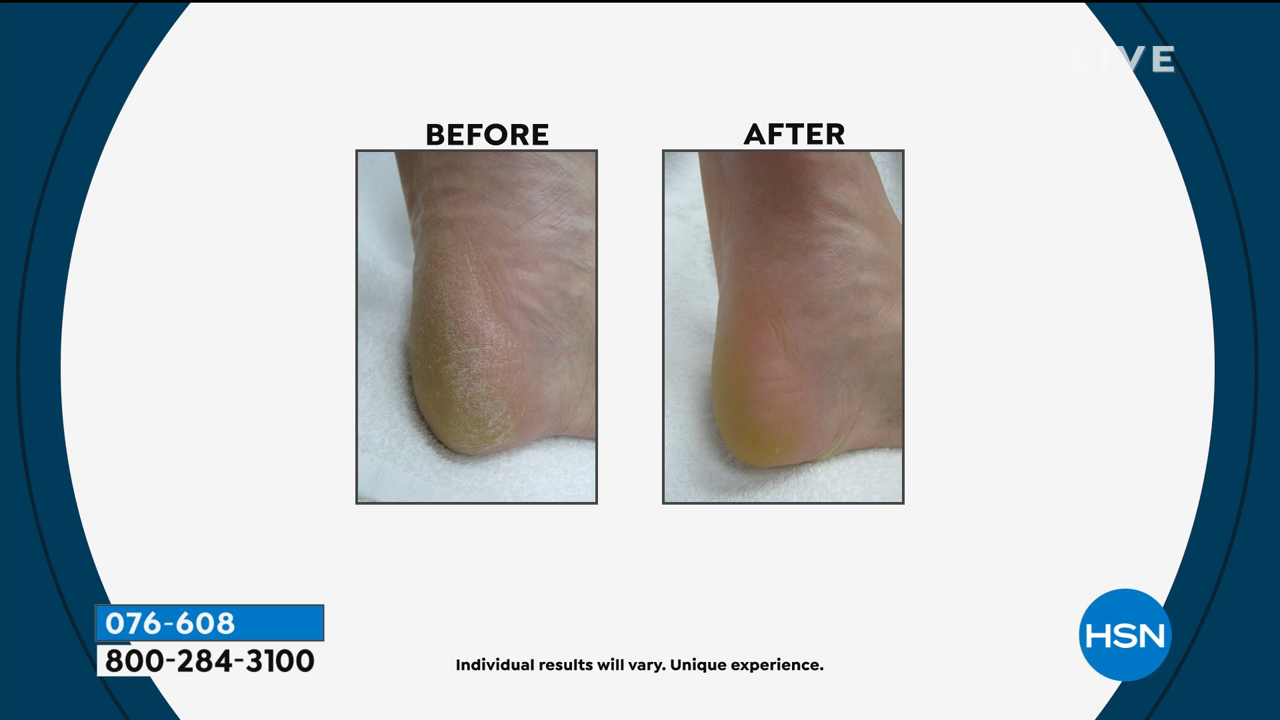 LIVE
BEFORE
AFTER
076-608
800-284-3100
Individual results will vary. Unique experience.
HSN